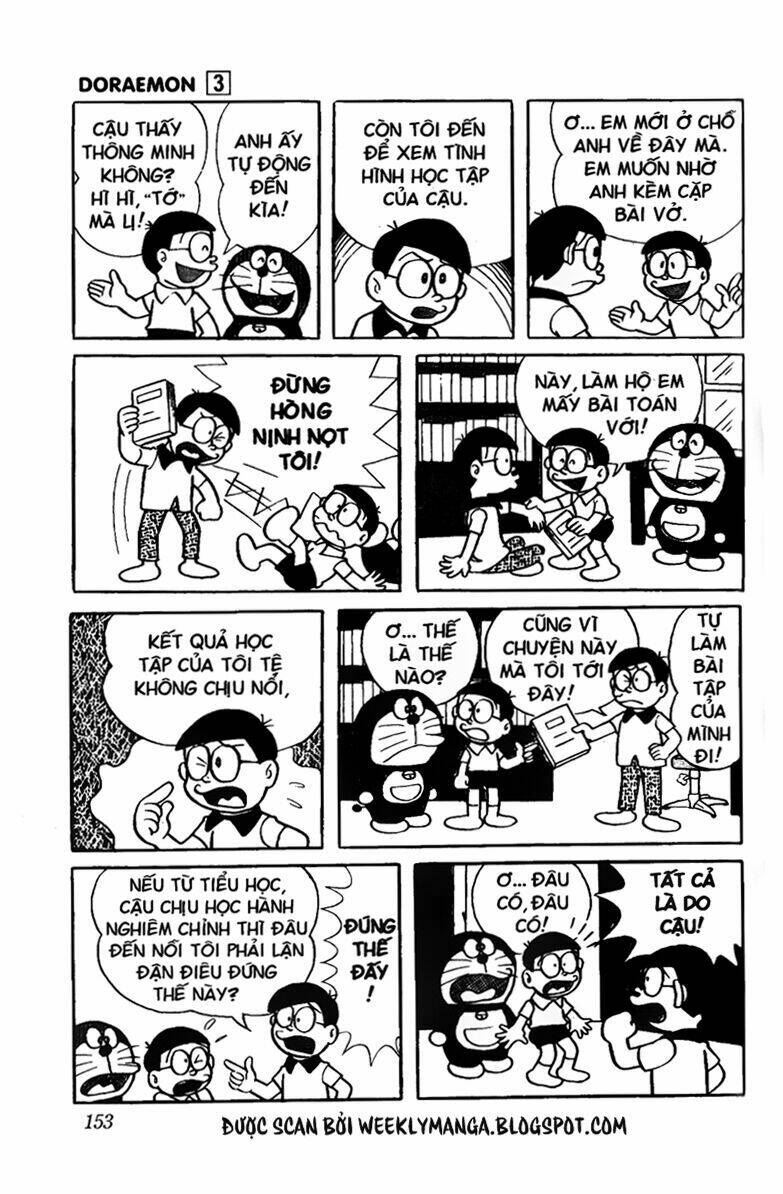 DORAEMON 3
CẬU THẤY
THÔNG MINH
KHÔNG?
HÌ HÌ, "TỚ"
MÀ LỊ!
ANH ẤY
TỰ ĐỘNG
ĐẾN
KÌA!
CÒN TÔI ĐẾN
ĐỂ XEM TÌNH
HÌNH HỌC TẬP
CỦA CẬU.
Ơ... EM MỚI Ở CHỖ
ANH VỀ ĐÂY MÀ.
EM MUỐN NHỜ
ANH KÈM CẶP
BÀI VỞ.
ĐỪNG
HÒNG
NỊNH NỌT
TÔI!
NÀY, LÀM HỘ EM
MẤY BÀI TOÁN
VỚI!
KẾT QUẢ HỌC
TẬP CỦA TÔI TỆ
KHÔNG CHỊU NỔI,
Ơ... THẾ
LÀ THẾ
NÀO?
CŨNG VÌ
CHUYỆN NÀY
MÀ TÔI TỚI
ĐÂY!
TỰ
LÀM
BÀI
TẬP
CỦA
MÌNH
ĐI!
NẾU TỪ TIỂU HỌC,
CẬU CHỊU HỌC HÀNH
NGHIÊM CHỈNH THÌ ĐÂU
ĐẾN NỖI TÔI PHẢI LẬN
ĐẬN ĐIÊU ĐỨNG
THẾ NÀY?
ĐÚNG
THẾ
ĐẤY
!
Ơ... ĐÂU
CÓ, ĐÂU
CÓ!
TẤT CẢ
LÀ DO
CẬU!
153
ĐƯỢC SCAN BỞI WEEKLYMANGA.BLOGSPOT.COM